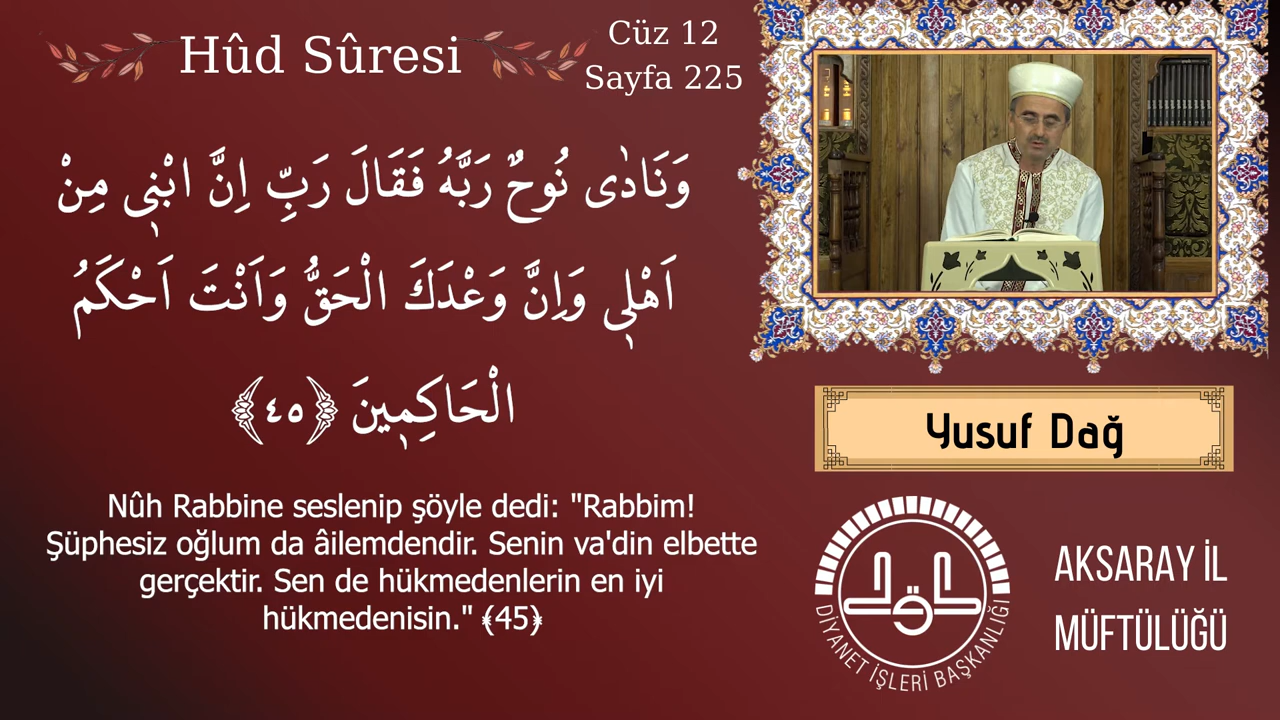 Hûd Sûresi
Cüz 12
Sayfa 225
وَنَادٰى نُوحٌ رَبَّهُ فَقَالَ رَبِّ اِنَّ ابْنٖي مِنْ
اَهْلٖي وَاِنَّ وَعْدَكَ الْحَقُّ وَاَنْتَ اَحْكَمُ
الْحَاكِمٖينَ ﴿٤٥﴾
Nûh Rabbine seslenip şöyle dedi: "Rabbim!
Şüphesiz oğlum da âilemdendir. Senin va'din elbette
gerçektir. Sen de hükmedenlerin en iyi
hükmedenisin." ﴾45﴿
Yusuf Dağ
DİYANET İŞLERİ BAŞKANLIĞI
AKSARAY İL
MÜFTÜLÜĞÜ